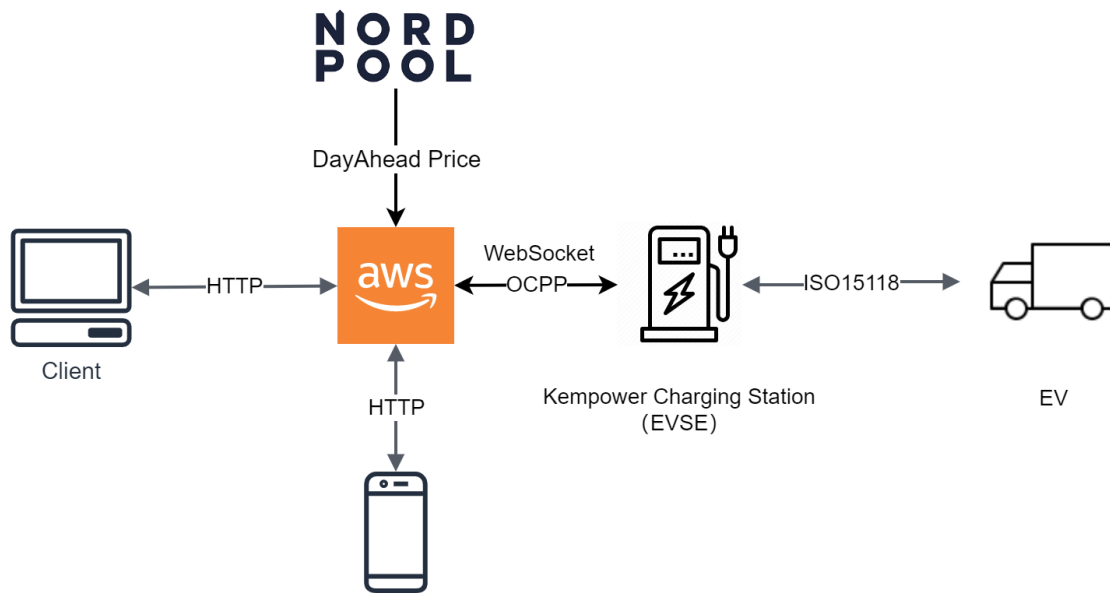 NORD
POOL
DayAhead Price
HTTP
aws
WebSocket
OCPP
ISO15118
Client
HTTP
Kempower Charging Station
(EVSE)
EV